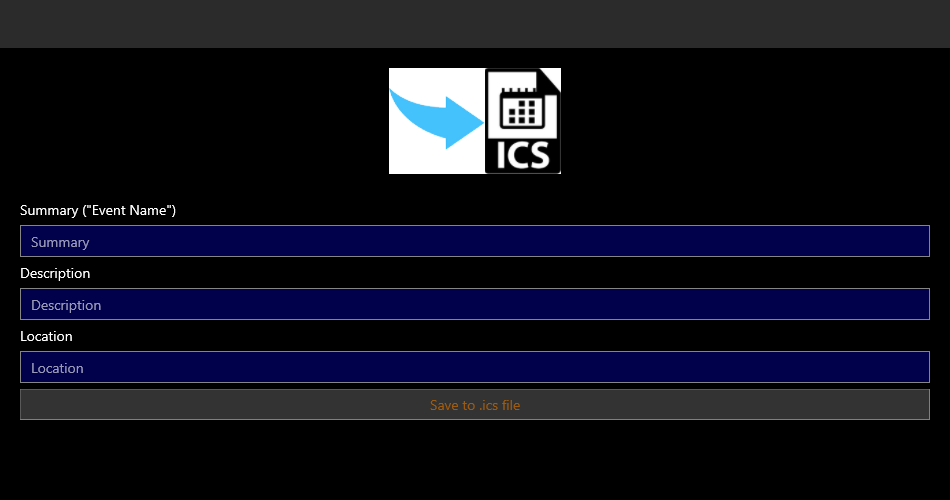 ICS
Summary ("Event Name")
Summary
Description
Description
Location
Location
Save to .ics file